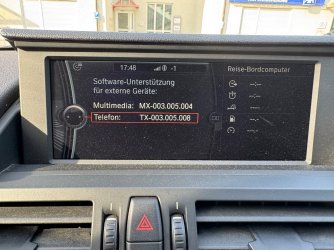 17:48
-1
Software-Unterstützung
für externe Geräte:
Multimedia: MX-003.005.004
Telefon: TX-003.005.008
Reise-Bordcomputer
--:--
--:--